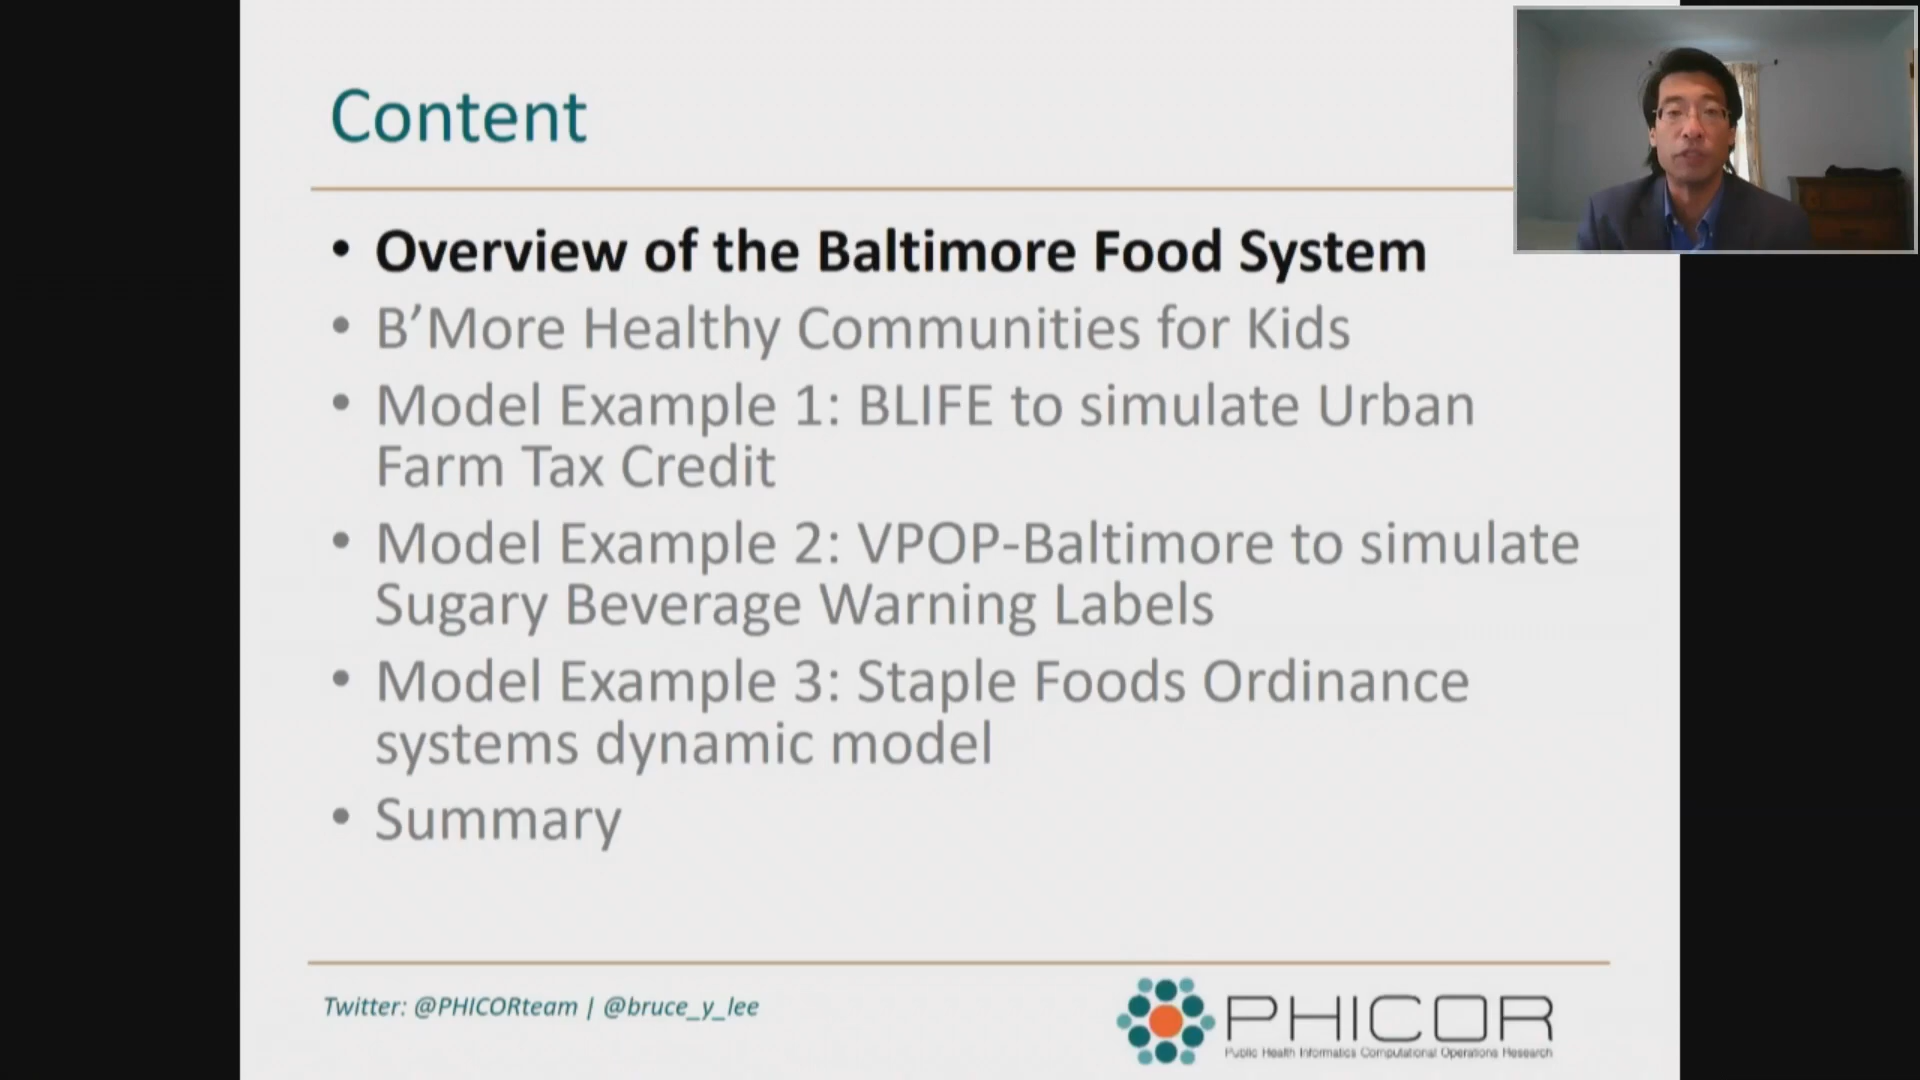 Content
• Overview of the Baltimore Food System
• B’More Healthy Communities for Kids
• Model Example 1: BLIFE to simulate Urban
Farm Tax Credit
• Model Example 2: VPOP-Baltimore to simulate
Sugary Beverage Warning Labels
• Model Example 3: Staple Foods Ordinance
systems dynamic model
• Summary
Twitter: @PHICORteam | @bruce_y_lee
PHICOR
Public Health Informatics Computational Operations Research